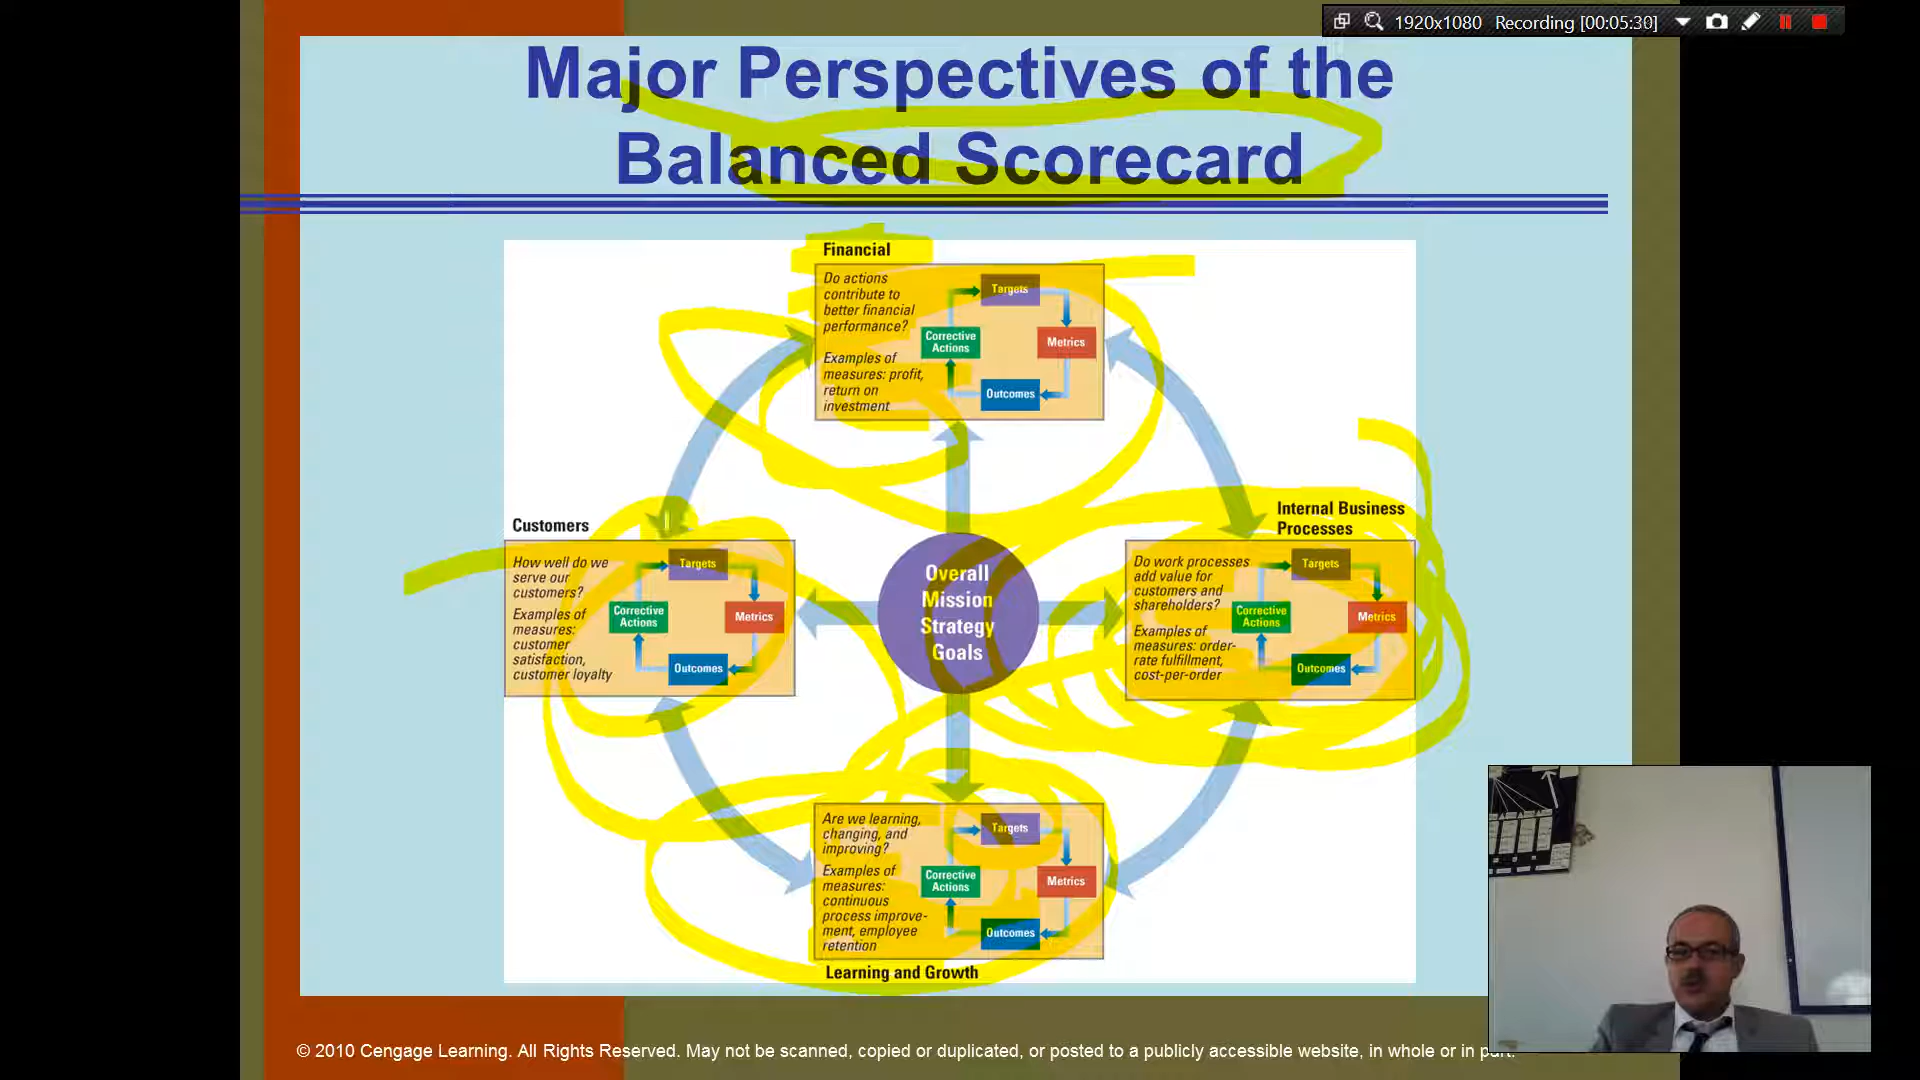 1920x1080 Recording [00:05:30]
Major Perspectives of the
Balanced Scorecard
Financial
Do actions
contribute to
better financial
performance?
Examples of
measures: profit,
return on
investment
Targets
Corrective
Actions
Metrics
Outcomes
Customers
How well do we
serve our
customers?
Examples of
measures:
customer
satisfaction,
customer loyalty
Targets
Corrective
Actions
Metrics
Outcomes
Overall
Mission
Strategy
Goals
Internal Business
Processes
Do work processes
add value for
customers and
shareholders?
Examples of
measures: order-
rate fulfillment,
cost-per-order
Targets
Corrective
Actions
Metrics
Outcomes
Are we learning,
changing, and
improving?
Examples of
measures:
continuous
process improve-
ment, employee
retention
Targets
Corrective
Actions
Metrics
Outcomes
Learning and Growth
© 2010 Cengage Learning. All Rights Reserved. May not be scanned, copied or duplicated, or posted to a publicly accessible website, in whole or in part.